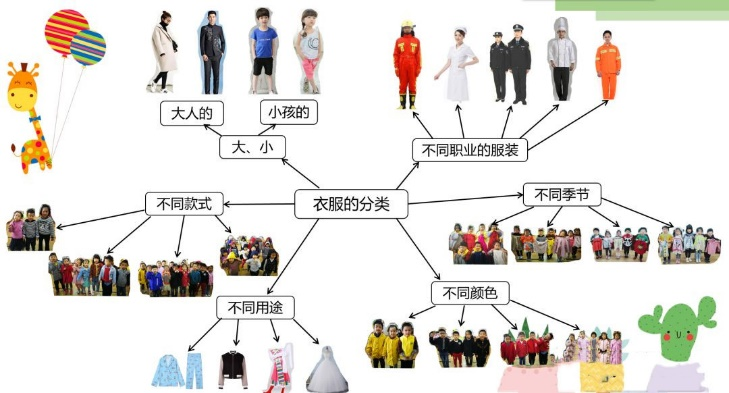 大人的
小孩的
大、小
不同职业的服装
不同款式
衣服的分类
不同季节
不同用途
不同颜色